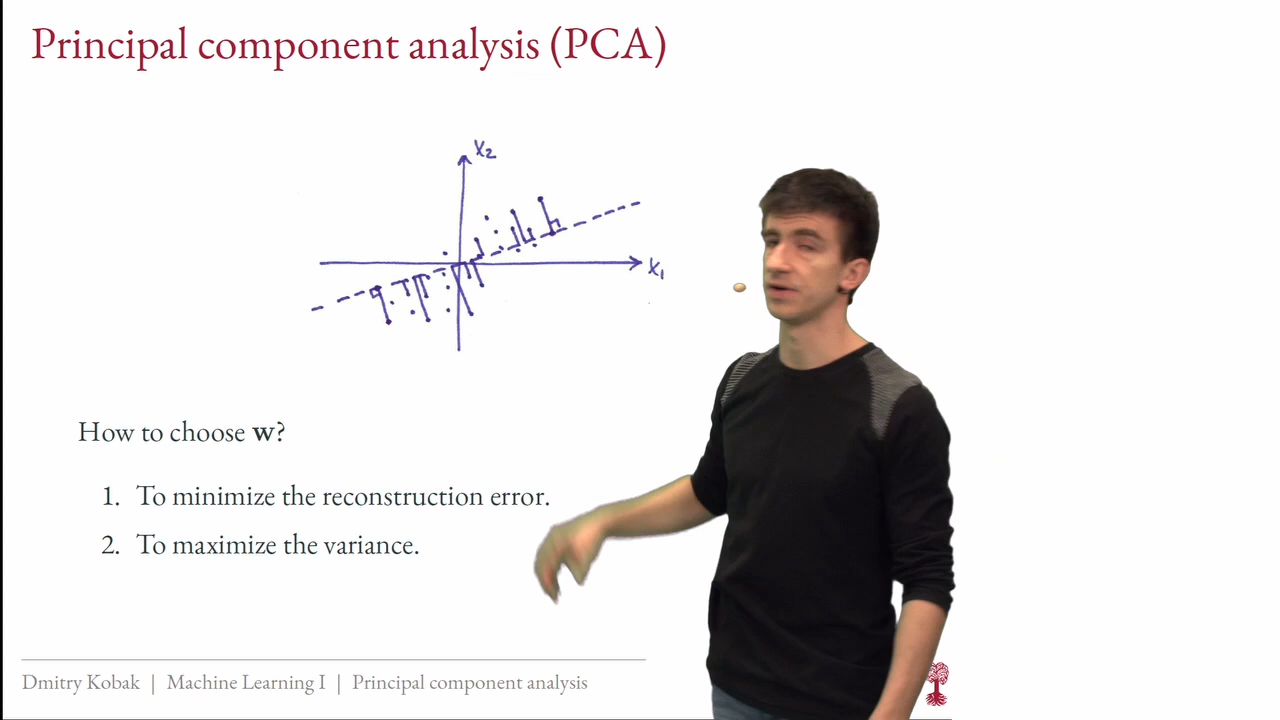 Principal component analysis (PCA)
x₂
x₁
How to choose w?
1. To minimize the reconstruction error.
2. To maximize the variance.
Dmitry Kobak | Machine Learning I | Principal component analysis